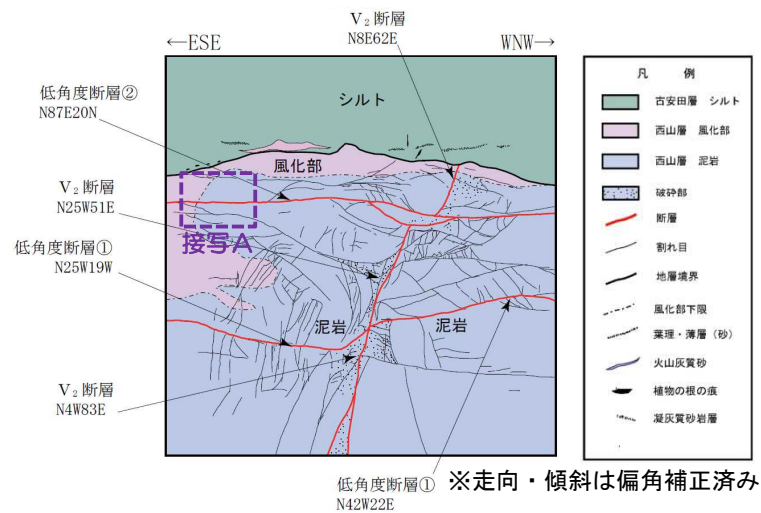 V₂断層
N8E62E
←ESE
WNW→
低角度断層②
N87E20N
V₂断層
N25W51E
低角度断層①
N25W19W
V₂断層
N4W83E
シルト
風化部
接写A
泥岩
泥岩
低角度断層①
N42W22E
凡 例
古安田層 シルト
西山層 風化部
西山層 泥岩
破砕部
断層
割れ目
地層境界
風化部下限
葉理・薄層（砂）
火山灰質砂
植物の根の痕
凝灰質砂岩層
※走向・傾斜は偏角補正済み